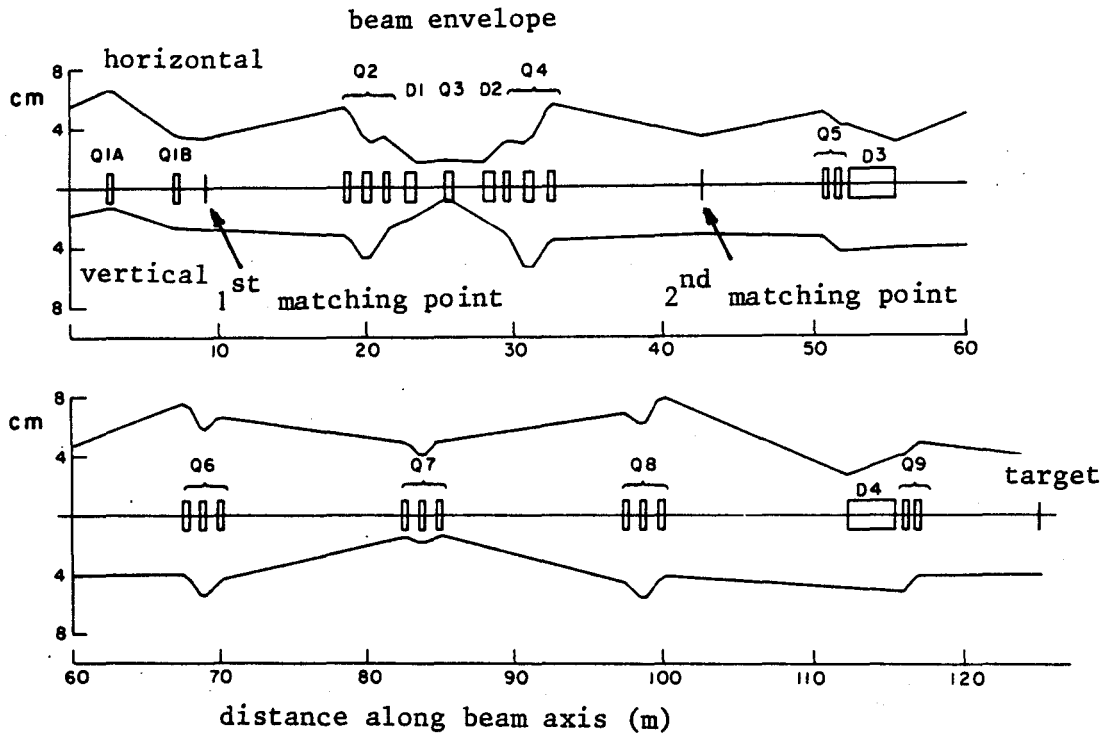 beam envelope
horizontal
8
cm
4
4
8
Q1A
Q1B
Q2
D1
Q3
D2
Q4
Q5
D3
vertical
1st matching point
2nd matching point
10
20
30
40
50
60
8
cm
4
4
8
Q6
Q7
Q8
D4
Q9
target
60
70
80
90
100
110
120
distance along beam axis (m)